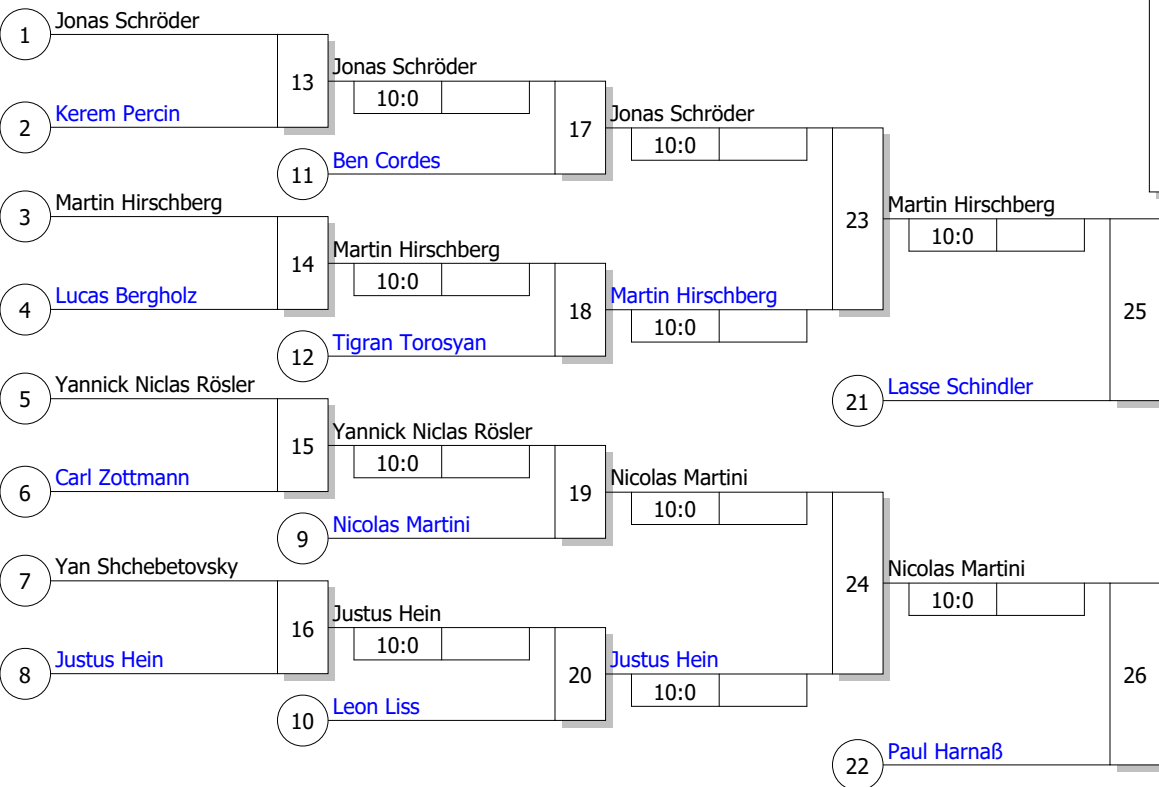 1 Jonas Schröder
13 Jonas Schröder
10:0
2 Kerem Percin
17 Jonas Schröder
10:0
11 Ben Cordes
3 Martin Hirschberg
23 Martin Hirschberg
10:0
14 Martin Hirschberg
10:0
4 Lucas Bergholz
18 Martin Hirschberg
10:0
25
12 Tigran Torosyan
5 Yannick Niclas Rösler
21 Lasse Schindler
15 Yannick Niclas Rösler
10:0
6 Carl Zottmann
19 Nicolas Martini
10:0
9 Nicolas Martini
7 Yan Shchebetovsky
24 Nicolas Martini
10:0
16 Justus Hein
10:0
8 Justus Hein
20 Justus Hein
10:0
26
10 Leon Liss
22 Paul Harnaß